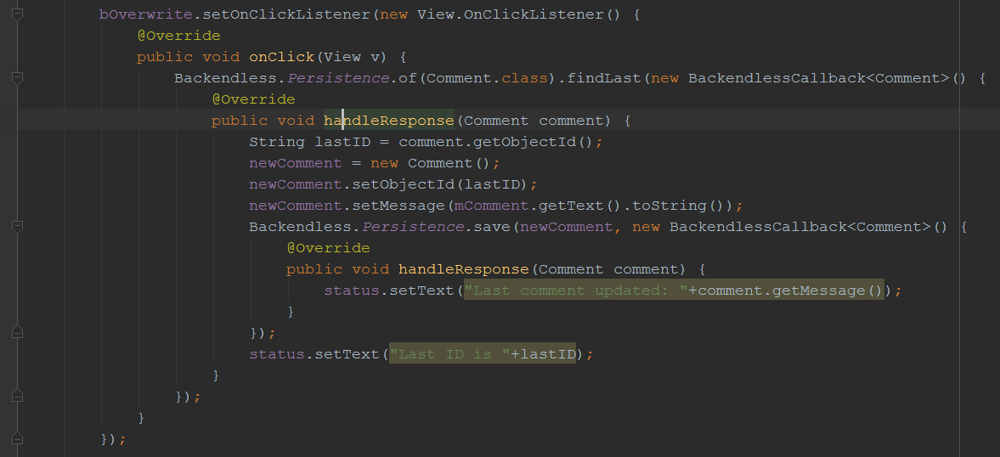 bOverwrite.setOnClickListener(new View.OnClickListener() {
@Override
public void onClick(View v) {
Backendless.Persistence.of(Comment.class).findLast(new BackendlessCallback<Comment>() {
@Override
public void handleResponse(Comment comment) {
String lastID = comment.getObjectId();
newComment = new Comment();
newComment.setObjectId(lastID);
newComment.setMessage(mComment.getText().toString());
Backendless.Persistence.save(newComment, new BackendlessCallback<Comment>() {
@Override
public void handleResponse(Comment comment) {
status.setText("Last comment updated: "+comment.getMessage());
}
});
status.setText("Last ID is "+lastID);
}
});
}
});